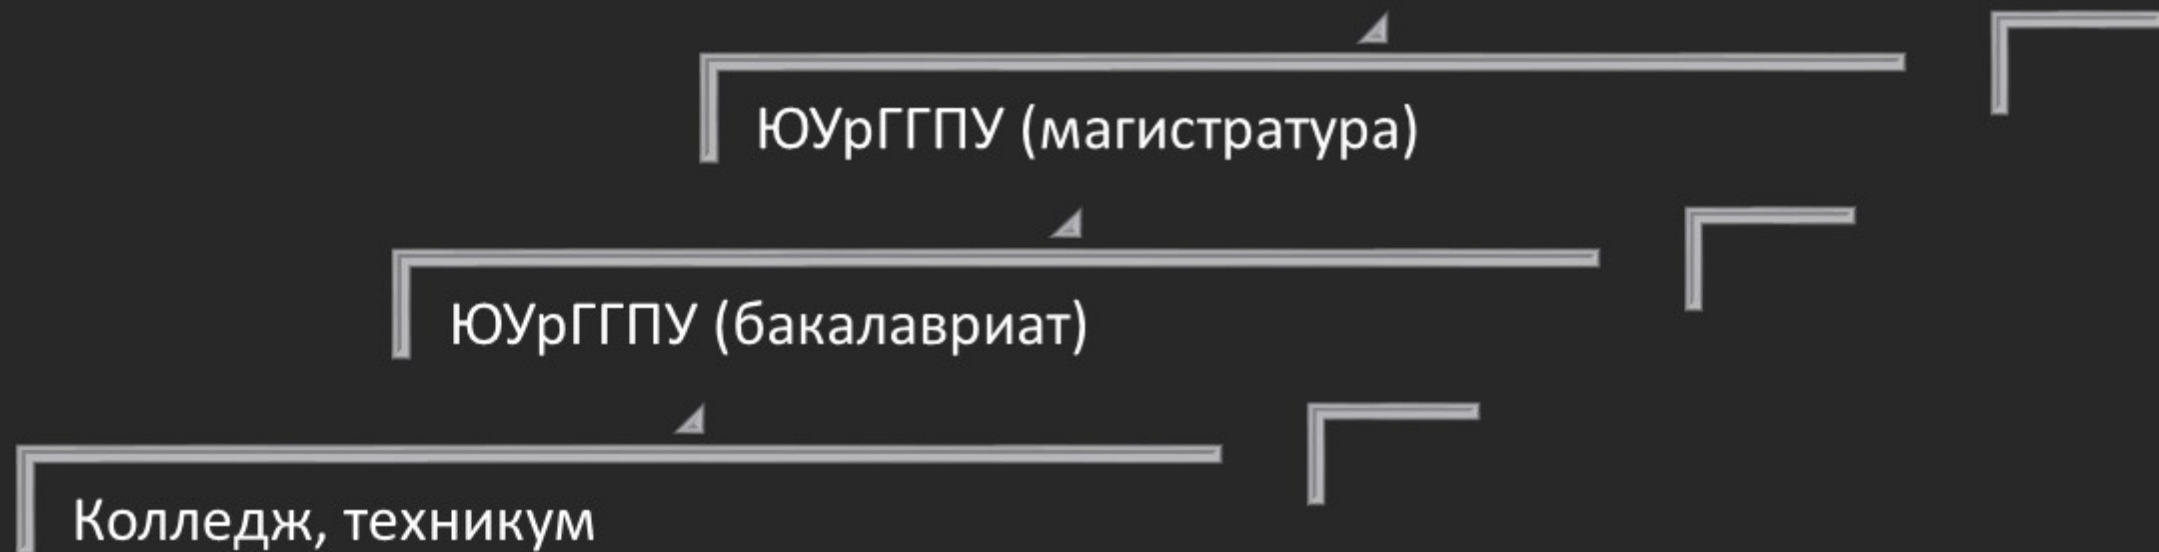 ЮУрГГПУ (магистратура)
ЮУрГГПУ (бакалавриат)
Колледж, техникум